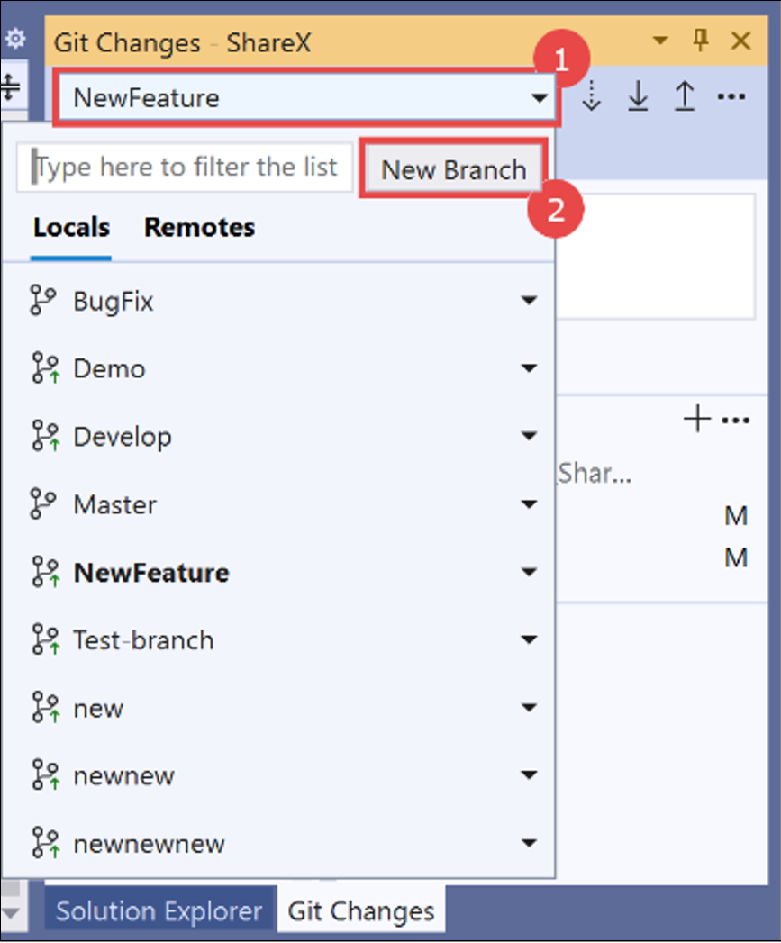 Git Changes - ShareX
1
NewFeature
Type here to filter the list
New Branch
2
Locals
Remotes
BugFix
Demo
Develop
Master
_Shar...
M
NewFeature
M
Test-branch
new
newnew
newnewnew
Solution Explorer
Git Changes